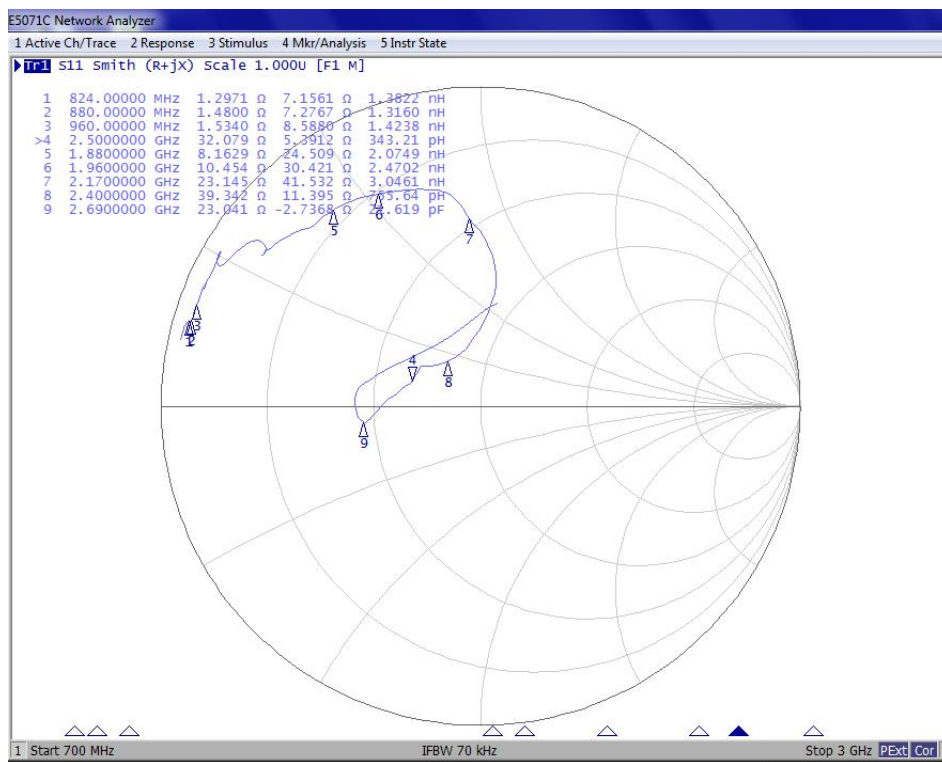 E5071C Network Analyzer
1 Active Ch/Trace 2 Response 3 Stimulus 4 Mkr/Analysis 5 Instr State
Tr1 S11 Smith (R+jX) Scale 1.000U [F1 M]
1 824.00000 MHz 1.2971 Ω 7.1561 Ω 1.3822 nH
2 880.00000 MHz 1.4800 Ω 7.2767 Ω 1.3160 nH
3 960.00000 MHz 1.5340 Ω 8.5880 Ω 1.4238 nH
>4 2.5000000 GHz 32.079 Ω 5.3912 Ω 343.21 pH
5 1.8800000 GHz 8.1629 Ω 24.509 Ω 2.0749 nH
6 1.9600000 GHz 10.454 Ω 30.421 Ω 2.4702 nH
7 2.1700000 GHz 23.145 Ω 41.532 Ω 3.0461 nH
8 2.4000000 GHz 39.342 Ω 11.395 Ω 755.64 pH
9 2.6900000 GHz 23.041 Ω -2.7368 Ω 21.619 pF
5
6
7
3
1
2
4
8
9
1 Start 700 MHz IFBW 70 kHz Stop 3 GHz PExt Cor